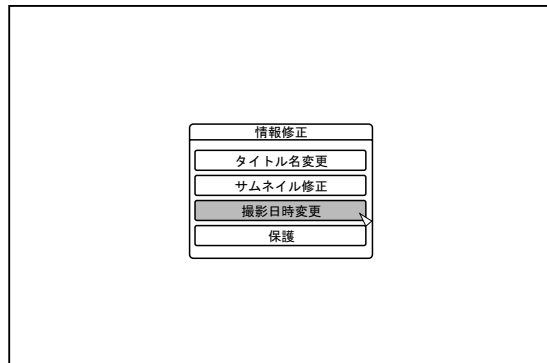 情報修正
タイトル名変更
サムネイル修正
撮影日時変更
保護